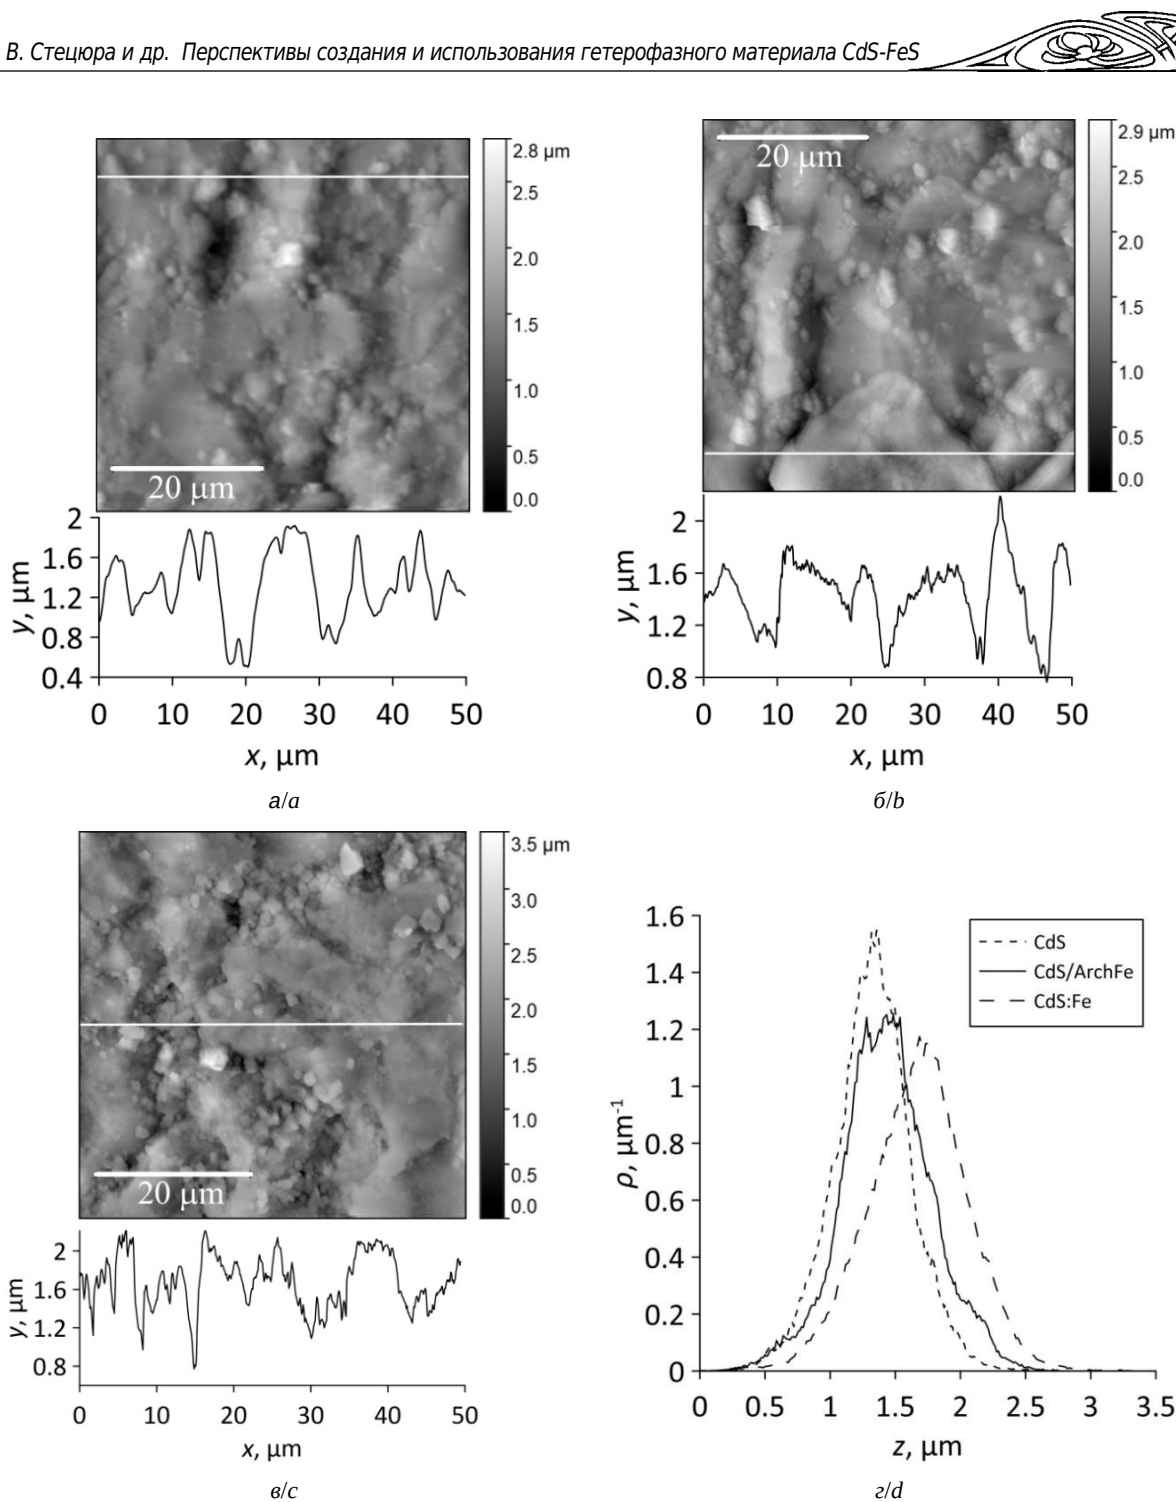 В. Стецюра и др. Перспективы создания и использования гетерофазного материала CdS-FeS
2.8 µm
2.5
2.0
1.5
1.0
0.5
0.0
20 µm
2
1.6
1.2
0.8
0.4
y, µm
0 10 20 30 40 50
x, µm
а/a
20 µm
2.9 µm
2.5
2.0
1.5
1.0
0.5
0.0
2
1.6
1.2
0.8
y, µm
0 10 20 30 40 50
x, µm
б/b
3.5 µm
3.0
2.5
2.0
1.5
1.0
0.5
0.0
20 µm
2
1.6
1.2
0.8
y, µm
0 10 20 30 40 50
x, µm
в/c
1.6
1.4
1.2
1
0.8
0.6
0.4
0.2
0
ρ, µm⁻¹
CdS
CdS/ArchFe
CdS:Fe
0 0.5 1 1.5 2 2.5 3 3.5
z, µm
г/d